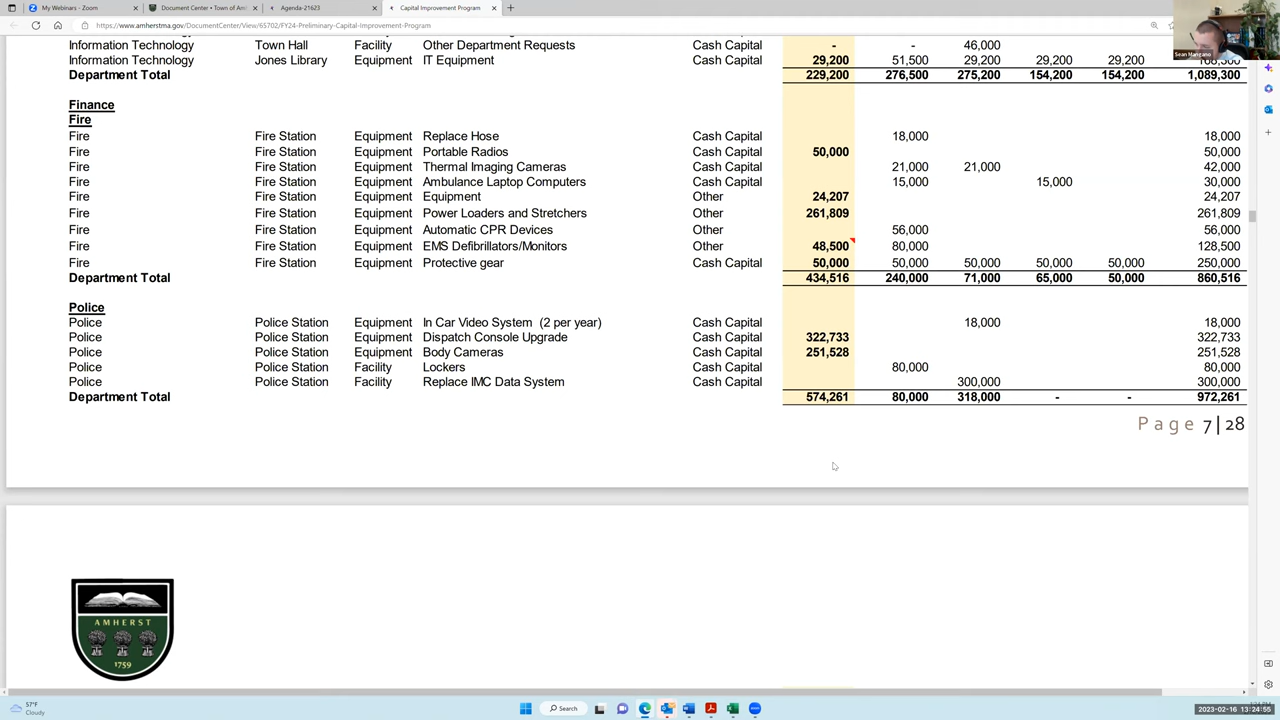 My Webinars - Zoom
Document Center • Town of Am
Agenda-21623
Capital Improvement Program
https://www.amherstma.gov/DocumentCenter/View/65702/FY24-Preliminary-Capital-Improvement-Program
Sean Mangano
Information Technology Town Hall Facility Other Department Requests Cash Capital - - 46,000
Information Technology Jones Library Equipment IT Equipment Cash Capital 29,200 51,500 29,200 29,200 29,200 168,300
Department Total 229,200 276,500 275,200 154,200 154,200 1,089,300
Finance
Fire
Fire Fire Station Equipment Replace Hose Cash Capital 18,000 18,000
Fire Fire Station Equipment Portable Radios Cash Capital 50,000 50,000
Fire Fire Station Equipment Thermal Imaging Cameras Cash Capital 21,000 21,000 42,000
Fire Fire Station Equipment Ambulance Laptop Computers Cash Capital 15,000 15,000 30,000
Fire Fire Station Equipment Equipment Other 24,207 24,207
Fire Fire Station Equipment Power Loaders and Stretchers Other 261,809 261,809
Fire Fire Station Equipment Automatic CPR Devices Other 56,000 56,000
Fire Fire Station Equipment EMS Defibrillators/Monitors Other 48,500 80,000 128,500
Fire Fire Station Equipment Protective gear Cash Capital 50,000 50,000 50,000 50,000 50,000 250,000
Department Total 434,516 240,000 71,000 65,000 50,000 860,516
Police
Police Police Station Equipment In Car Video System (2 per year) Cash Capital 18,000 18,000
Police Police Station Equipment Dispatch Console Upgrade Cash Capital 322,733 322,733
Police Police Station Equipment Body Cameras Cash Capital 251,528 251,528
Police Police Station Facility Lockers Cash Capital 80,000 80,000
Police Police Station Facility Replace IMC Data System Cash Capital 300,000 300,000
Department Total 574,261 80,000 318,000 - - 972,261
Page 7|28
AMHERST
1759
57°F
Cloudy
Search
2023-02-16 13:24:55